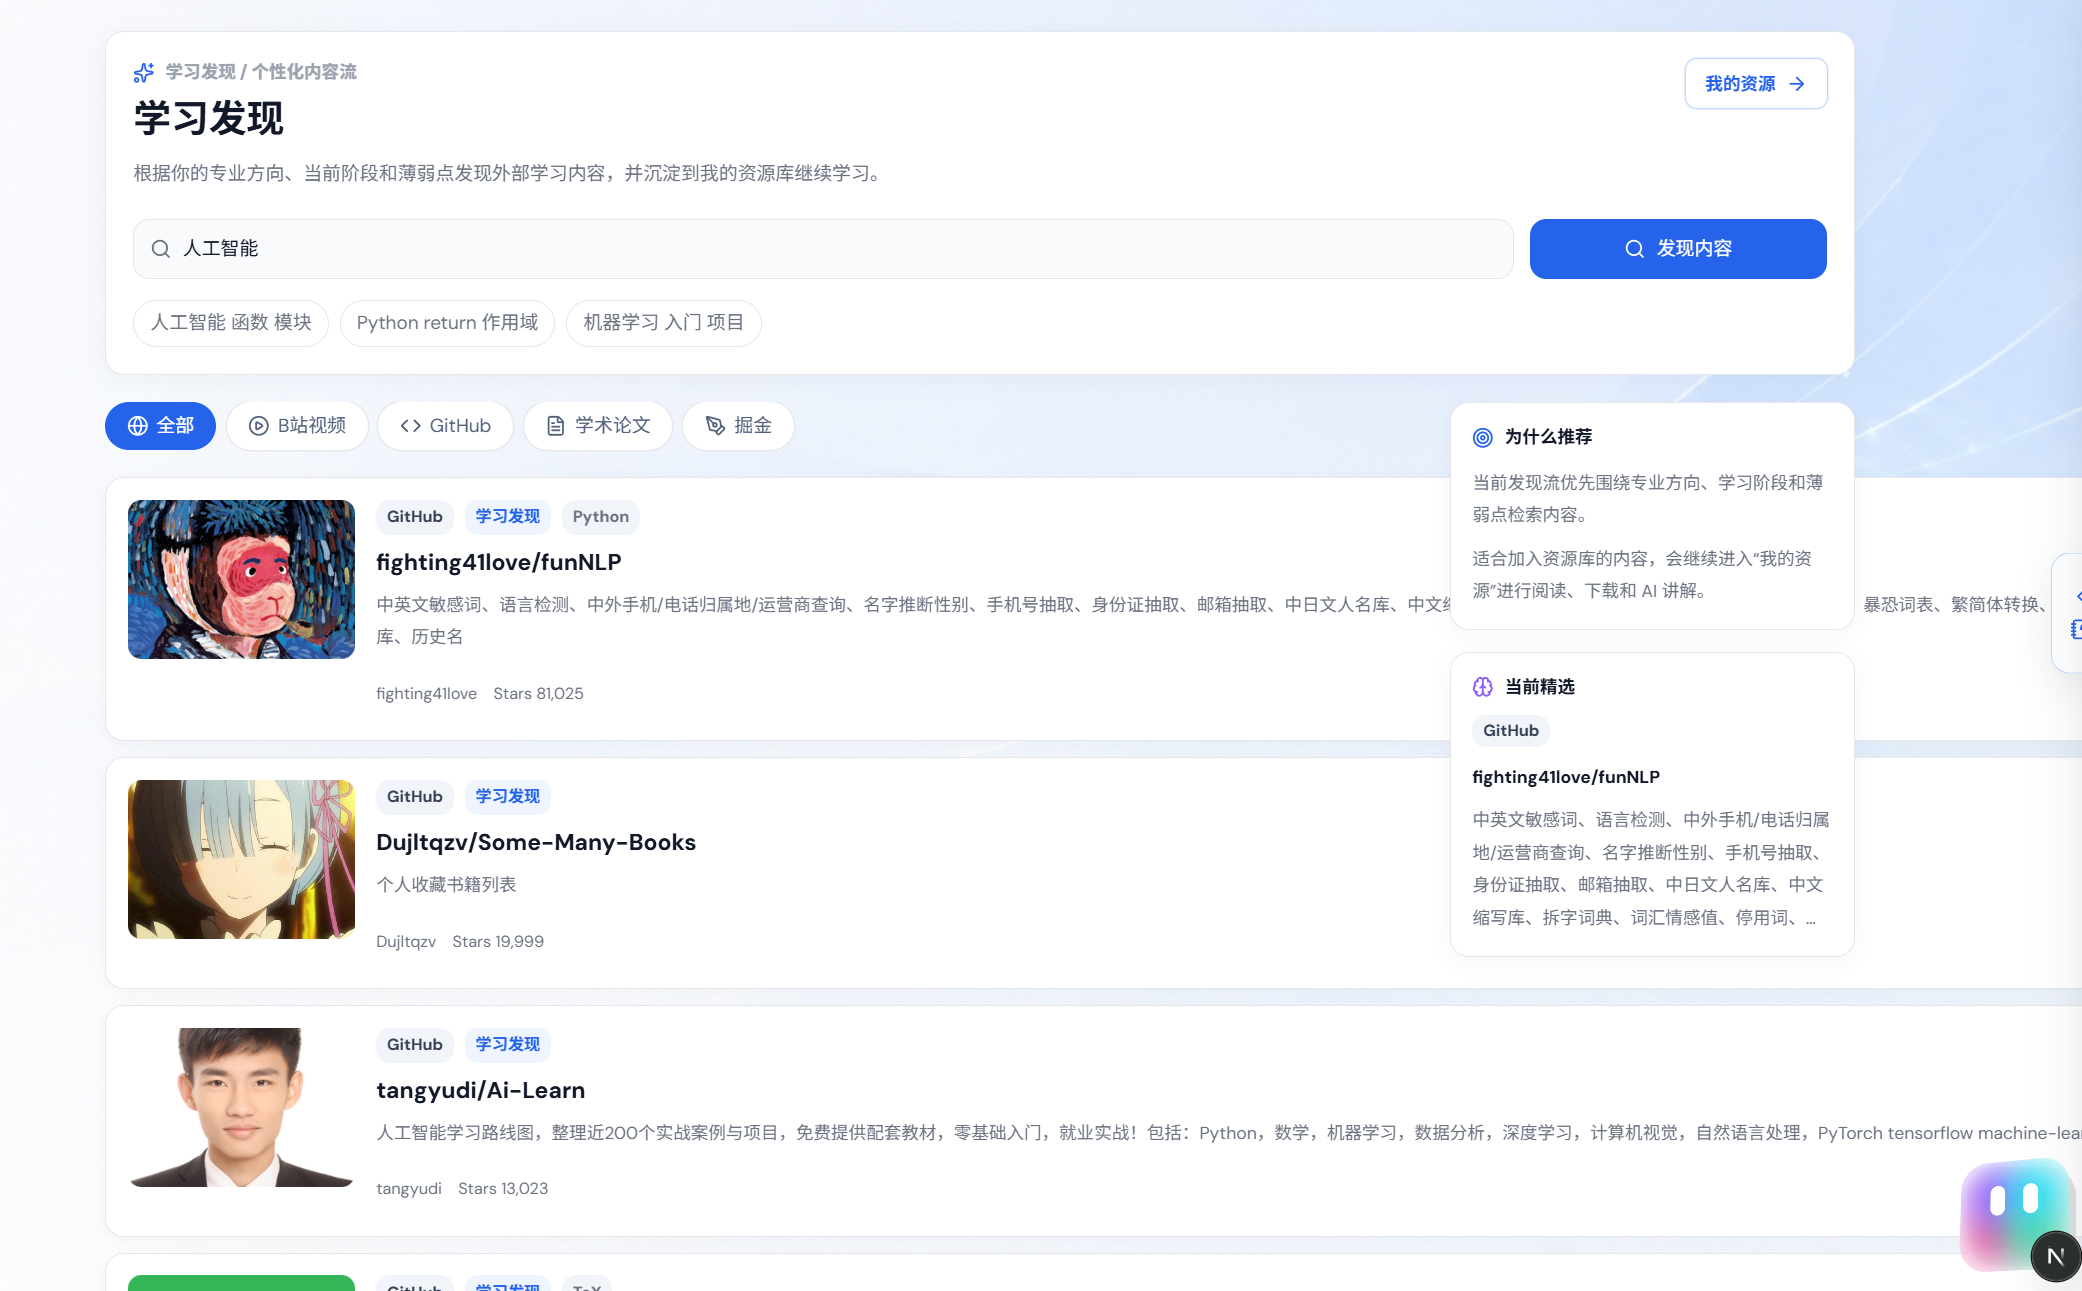 学习发现 / 个性化内容流
我的资源
学习发现
根据你的专业方向、当前阶段和薄弱点发现外部学习内容，并沉淀到我的资源库继续学习。
人工智能
发现内容
人工智能 函数 模块
Python return 作用域
机器学习 入门 项目
全部
B站视频
GitHub
学术论文
掘金
GitHub
学习发现
Python
fighting41love/funNLP
中英文敏感词、语言检测、中外手机/电话归属地/运营商查询、名字推断性别、手机号抽取、身份证抽取、邮箱抽取、中日文人名库、中文
暴恐词表、繁简体转换、
库、历史名
fighting41love
Stars 81,025
GitHub
学习发现
Dujltqzv/Some-Many-Books
个人收藏书籍列表
Dujltqzv
Stars 19,999
GitHub
学习发现
tangyudi/Ai-Learn
人工智能学习路线图，整理近200个实战案例与项目，免费提供配套教材，零基础入门，就业实战！包括：Python，数学，机器学习，数据分析，深度学习，计算机视觉，自然语言处理，PyTorch tensorflow machine-lear
tangyudi
Stars 13,023
GitHub
学习发现
TeX
为什么推荐
当前发现流优先围绕专业方向、学习阶段和薄
弱点检索内容。
适合加入资源库的内容，会继续进入“我的资
源”进行阅读、下载和 AI 讲解。
当前精选
GitHub
fighting41love/funNLP
中英文敏感词、语言检测、中外手机/电话归属
地/运营商查询、名字推断性别、手机号抽取、
身份证抽取、邮箱抽取、中日文人名库、中文
缩写库、拆字词典、词汇情感值、停用词、...
N